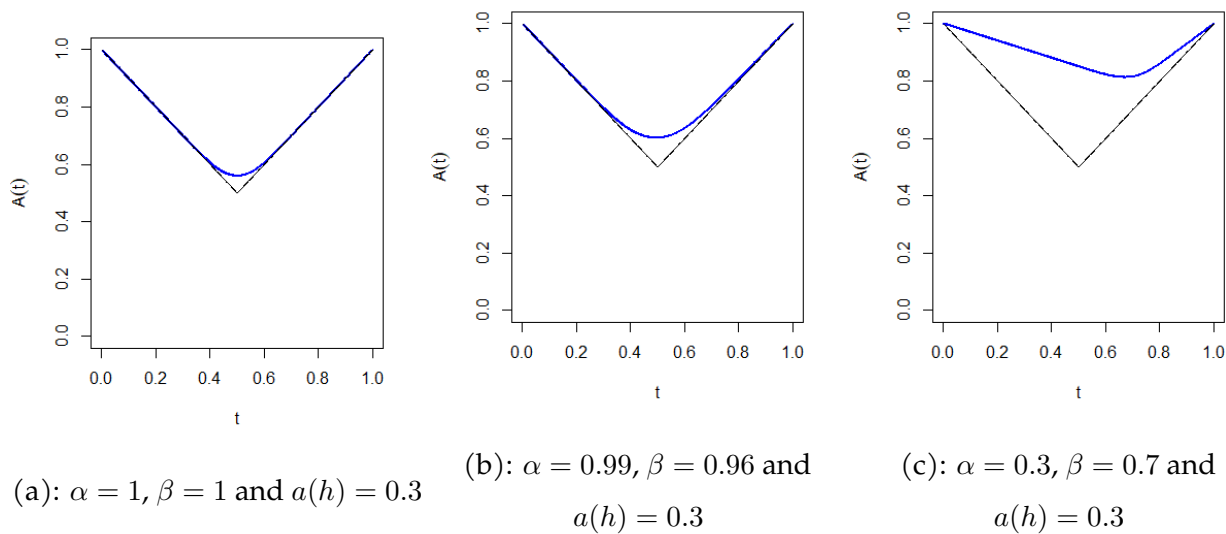 A(t)
1.0
0.8
0.6
0.4
0.2
0.0
0.0 0.2 0.4 0.6 0.8 1.0
t
(a): α = 1, β = 1 and a(h) = 0.3
A(t)
1.0
0.8
0.6
0.4
0.2
0.0
0.0 0.2 0.4 0.6 0.8 1.0
t
(b): α = 0.99, β = 0.96 and
a(h) = 0.3
A(t)
1.0
0.8
0.6
0.4
0.2
0.0
0.0 0.2 0.4 0.6 0.8 1.0
t
(c): α = 0.3, β = 0.7 and
a(h) = 0.3